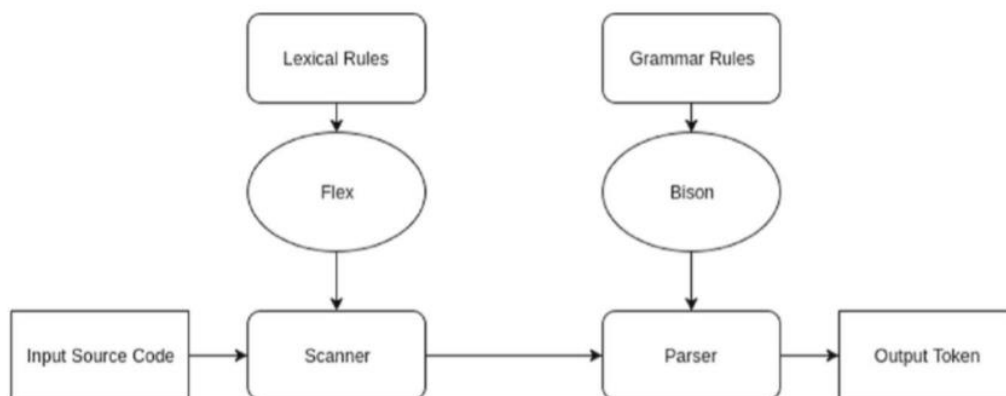 Lexical Rules
Grammar Rules
Flex
Bison
Input Source Code
Scanner
Parser
Output Token